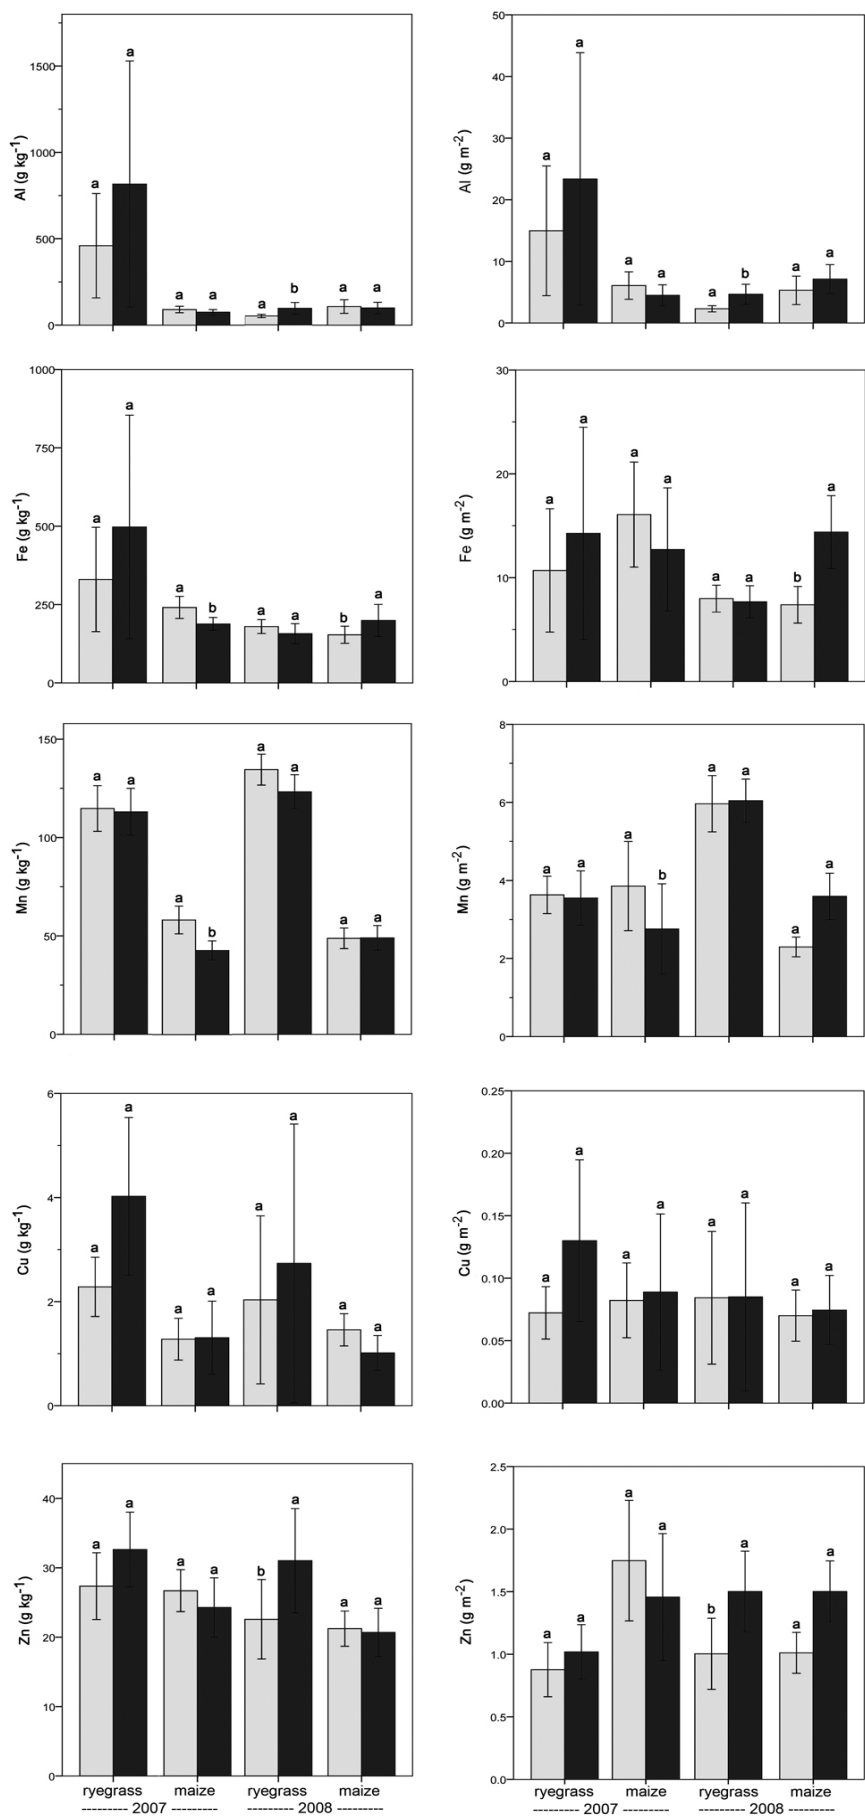 Al (g kg⁻¹)
1500
1000
500
0
a a a a a b a a
Al (g m⁻²)
50
40
30
20
10
0
a a a a a b a a
Fe (g kg⁻¹)
1000
750
500
250
0
a a a b a a b a
Fe (g m⁻²)
30
20
10
0
a a a a a a b a
Mn (g kg⁻¹)
150
100
50
0
a a a b a a a a
Mn (g m⁻²)
8
6
4
2
0
a a a b a a a a
Cu (g kg⁻¹)
6
4
2
0
a a a a a a a a
Cu (g m⁻²)
0.25
0.20
0.15
0.10
0.05
0.00
a a a a a a a a
Zn (g kg⁻¹)
40
30
20
10
0
a a a a b a a a
ryegrass maize ryegrass maize
--------- 2007 --------- --------- 2008 ---------
Zn (g m⁻²)
2.5
2.0
1.5
1.0
0.5
0.0
a a a a b a a a
ryegrass maize ryegrass maize
--------- 2007 --------- --------- 2008 ---------